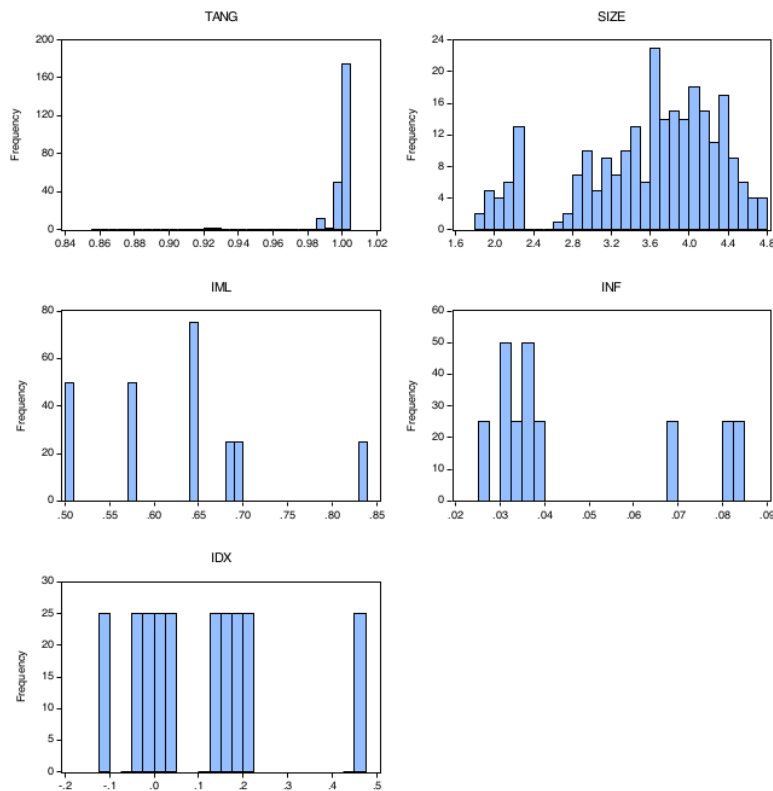 TANG
200
160
120
80
40
0
Frequency
0.84 0.86 0.88 0.90 0.92 0.94 0.96 0.98 1.00 1.02
SIZE
24
20
16
12
8
4
0
Frequency
1.6 2.0 2.4 2.8 3.2 3.6 4.0 4.4 4.8
IML
80
60
40
20
0
Frequency
.50 .55 .60 .65 .70 .75 .80 .85
INF
60
50
40
30
20
10
0
Frequency
.02 .03 .04 .05 .06 .07 .08 .09
IDX
30
25
20
15
10
5
0
Frequency
-.2 -.1 .0 .1 .2 .3 .4 .5